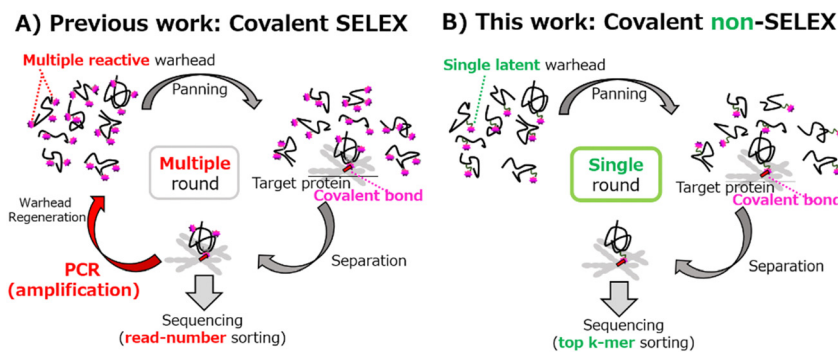 A) Previous work: Covalent SELEX
Multiple reactive warhead
Panning
Multiple
round
Target protein
Covalent bond
Warhead
Regeneration
PCR
(amplification)
Separation
Sequencing
(read-number sorting)
B) This work: Covalent non-SELEX
Single latent warhead
Panning
Single
round
Target protein
Covalent bond
Separation
Sequencing
(top k-mer sorting)